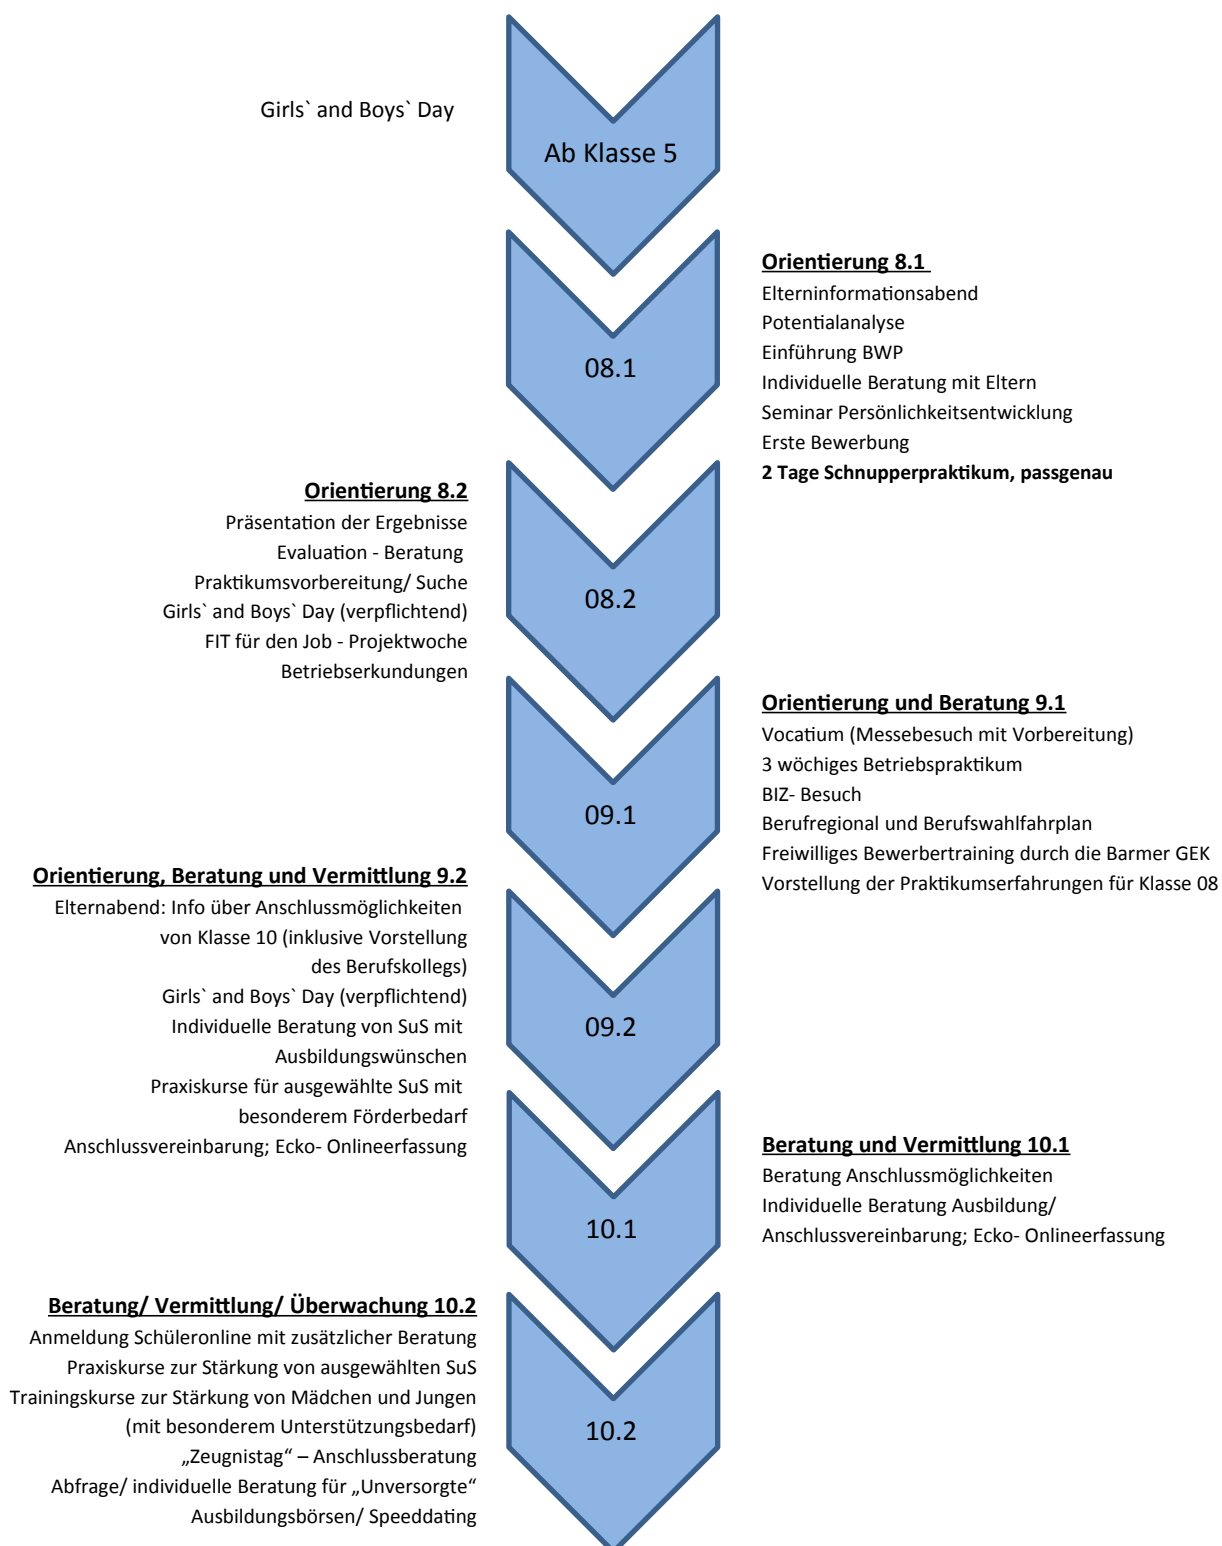 Girls` and Boys` Day
Ab Klasse 5
Orientierung 8.1
Elterninformationsabend
Potentialanalyse
Einführung BWP
Individuelle Beratung mit Eltern
Seminar Persönlichkeitsentwicklung
Erste Bewerbung
2 Tage Schnupperpraktikum, passgenau
08.1
Orientierung 8.2
Präsentation der Ergebnisse
Evaluation - Beratung
Praktikumsvorbereitung/ Suche
Girls` and Boys` Day (verpflichtend)
FIT für den Job - Projektwoche
Betriebserkundungen
08.2
Orientierung und Beratung 9.1
Vocatium (Messebesuch mit Vorbereitung)
3 wöchiges Betriebspraktikum
BIZ- Besuch
Berufregional und Berufswahlfahrplan
Freiwilliges Bewerbertraining durch die Barmer GEK
Vorstellung der Praktikumserfahrungen für Klasse 08
09.1
Orientierung, Beratung und Vermittlung 9.2
Elternabend: Info über Anschlussmöglichkeiten
von Klasse 10 (inklusive Vorstellung
des Berufskollegs)
Girls` and Boys` Day (verpflichtend)
Individuelle Beratung von SuS mit
Ausbildungswünschen
Praxiskurse für ausgewählte SuS mit
besonderem Förderbedarf
Anschlussvereinbarung; Ecko- Onlineerfassung
09.2
Beratung und Vermittlung 10.1
Beratung Anschlussmöglichkeiten
Individuelle Beratung Ausbildung/
Anschlussvereinbarung; Ecko- Onlineerfassung
10.1
Beratung/ Vermittlung/ Überwachung 10.2
Anmeldung Schüleronline mit zusätzlicher Beratung
Praxiskurse zur Stärkung von ausgewählten SuS
Trainingskurse zur Stärkung von Mädchen und Jungen
(mit besonderem Unterstützungsbedarf)
„Zeugnistag“ – Anschlussberatung
Abfrage/ individuelle Beratung für „Unversorgte“
Ausbildungsbörsen/ Speeddating
10.2